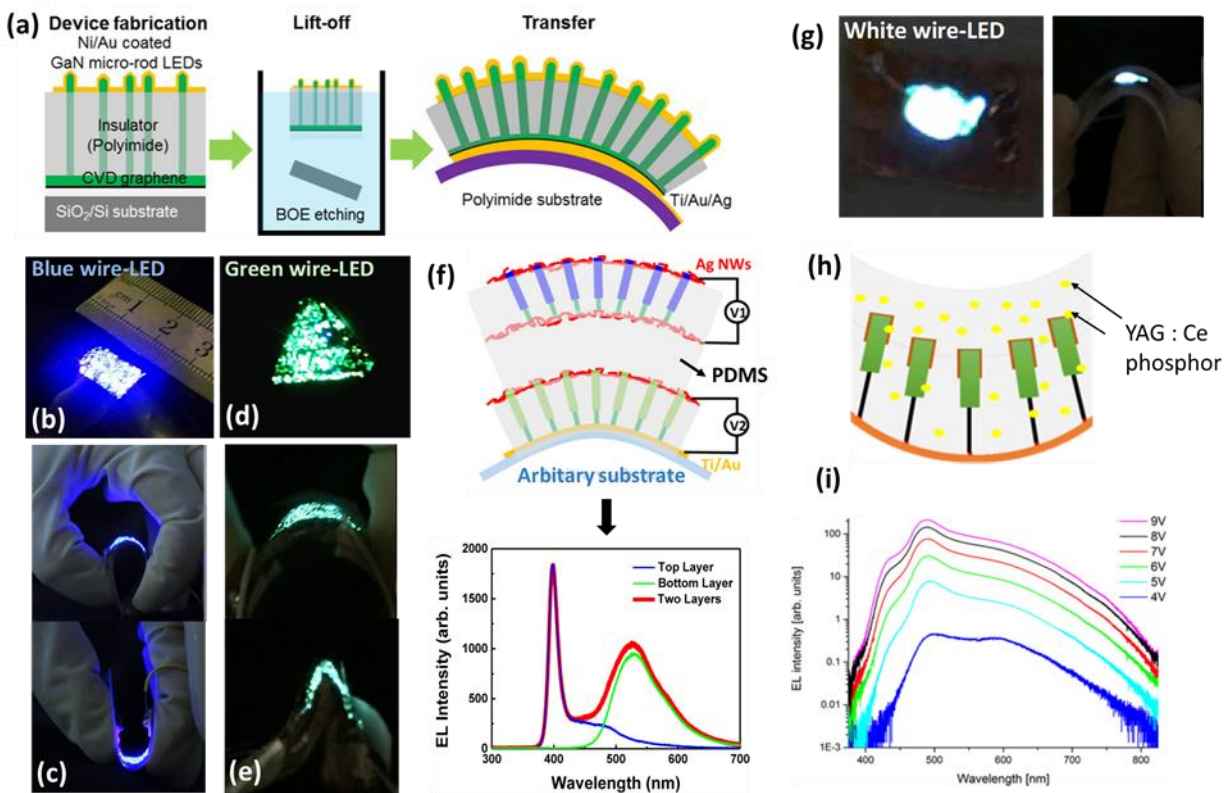 (a)
Device fabrication
Ni/Au coated
GaN micro-rod LEDs
Insulator
(Polyimide)
CVD graphene
SiO2/Si substrate
Lift-off
BOE etching
Transfer
Polyimide substrate
Ti/Au/Ag
Blue wire-LED
cm 1 2 3
(b)
(c)
Green wire-LED
(d)
(e)
(f)
Ag NWs
V1
PDMS
V2
Ti/Au
Arbitary substrate
EL Intensity (arb. units)
2000
1500
1000
500
0
Top Layer
Bottom Layer
Two Layers
300 400 500 600 700
Wavelength (nm)
(g)
White wire-LED
(h)
YAG : Ce
phosphor
(i)
EL intensity [arb. units]
100
10
1
0.1
0.01
1E-3
9V
8V
7V
6V
5V
4V
400 500 600 700 800
Wavelength [nm]